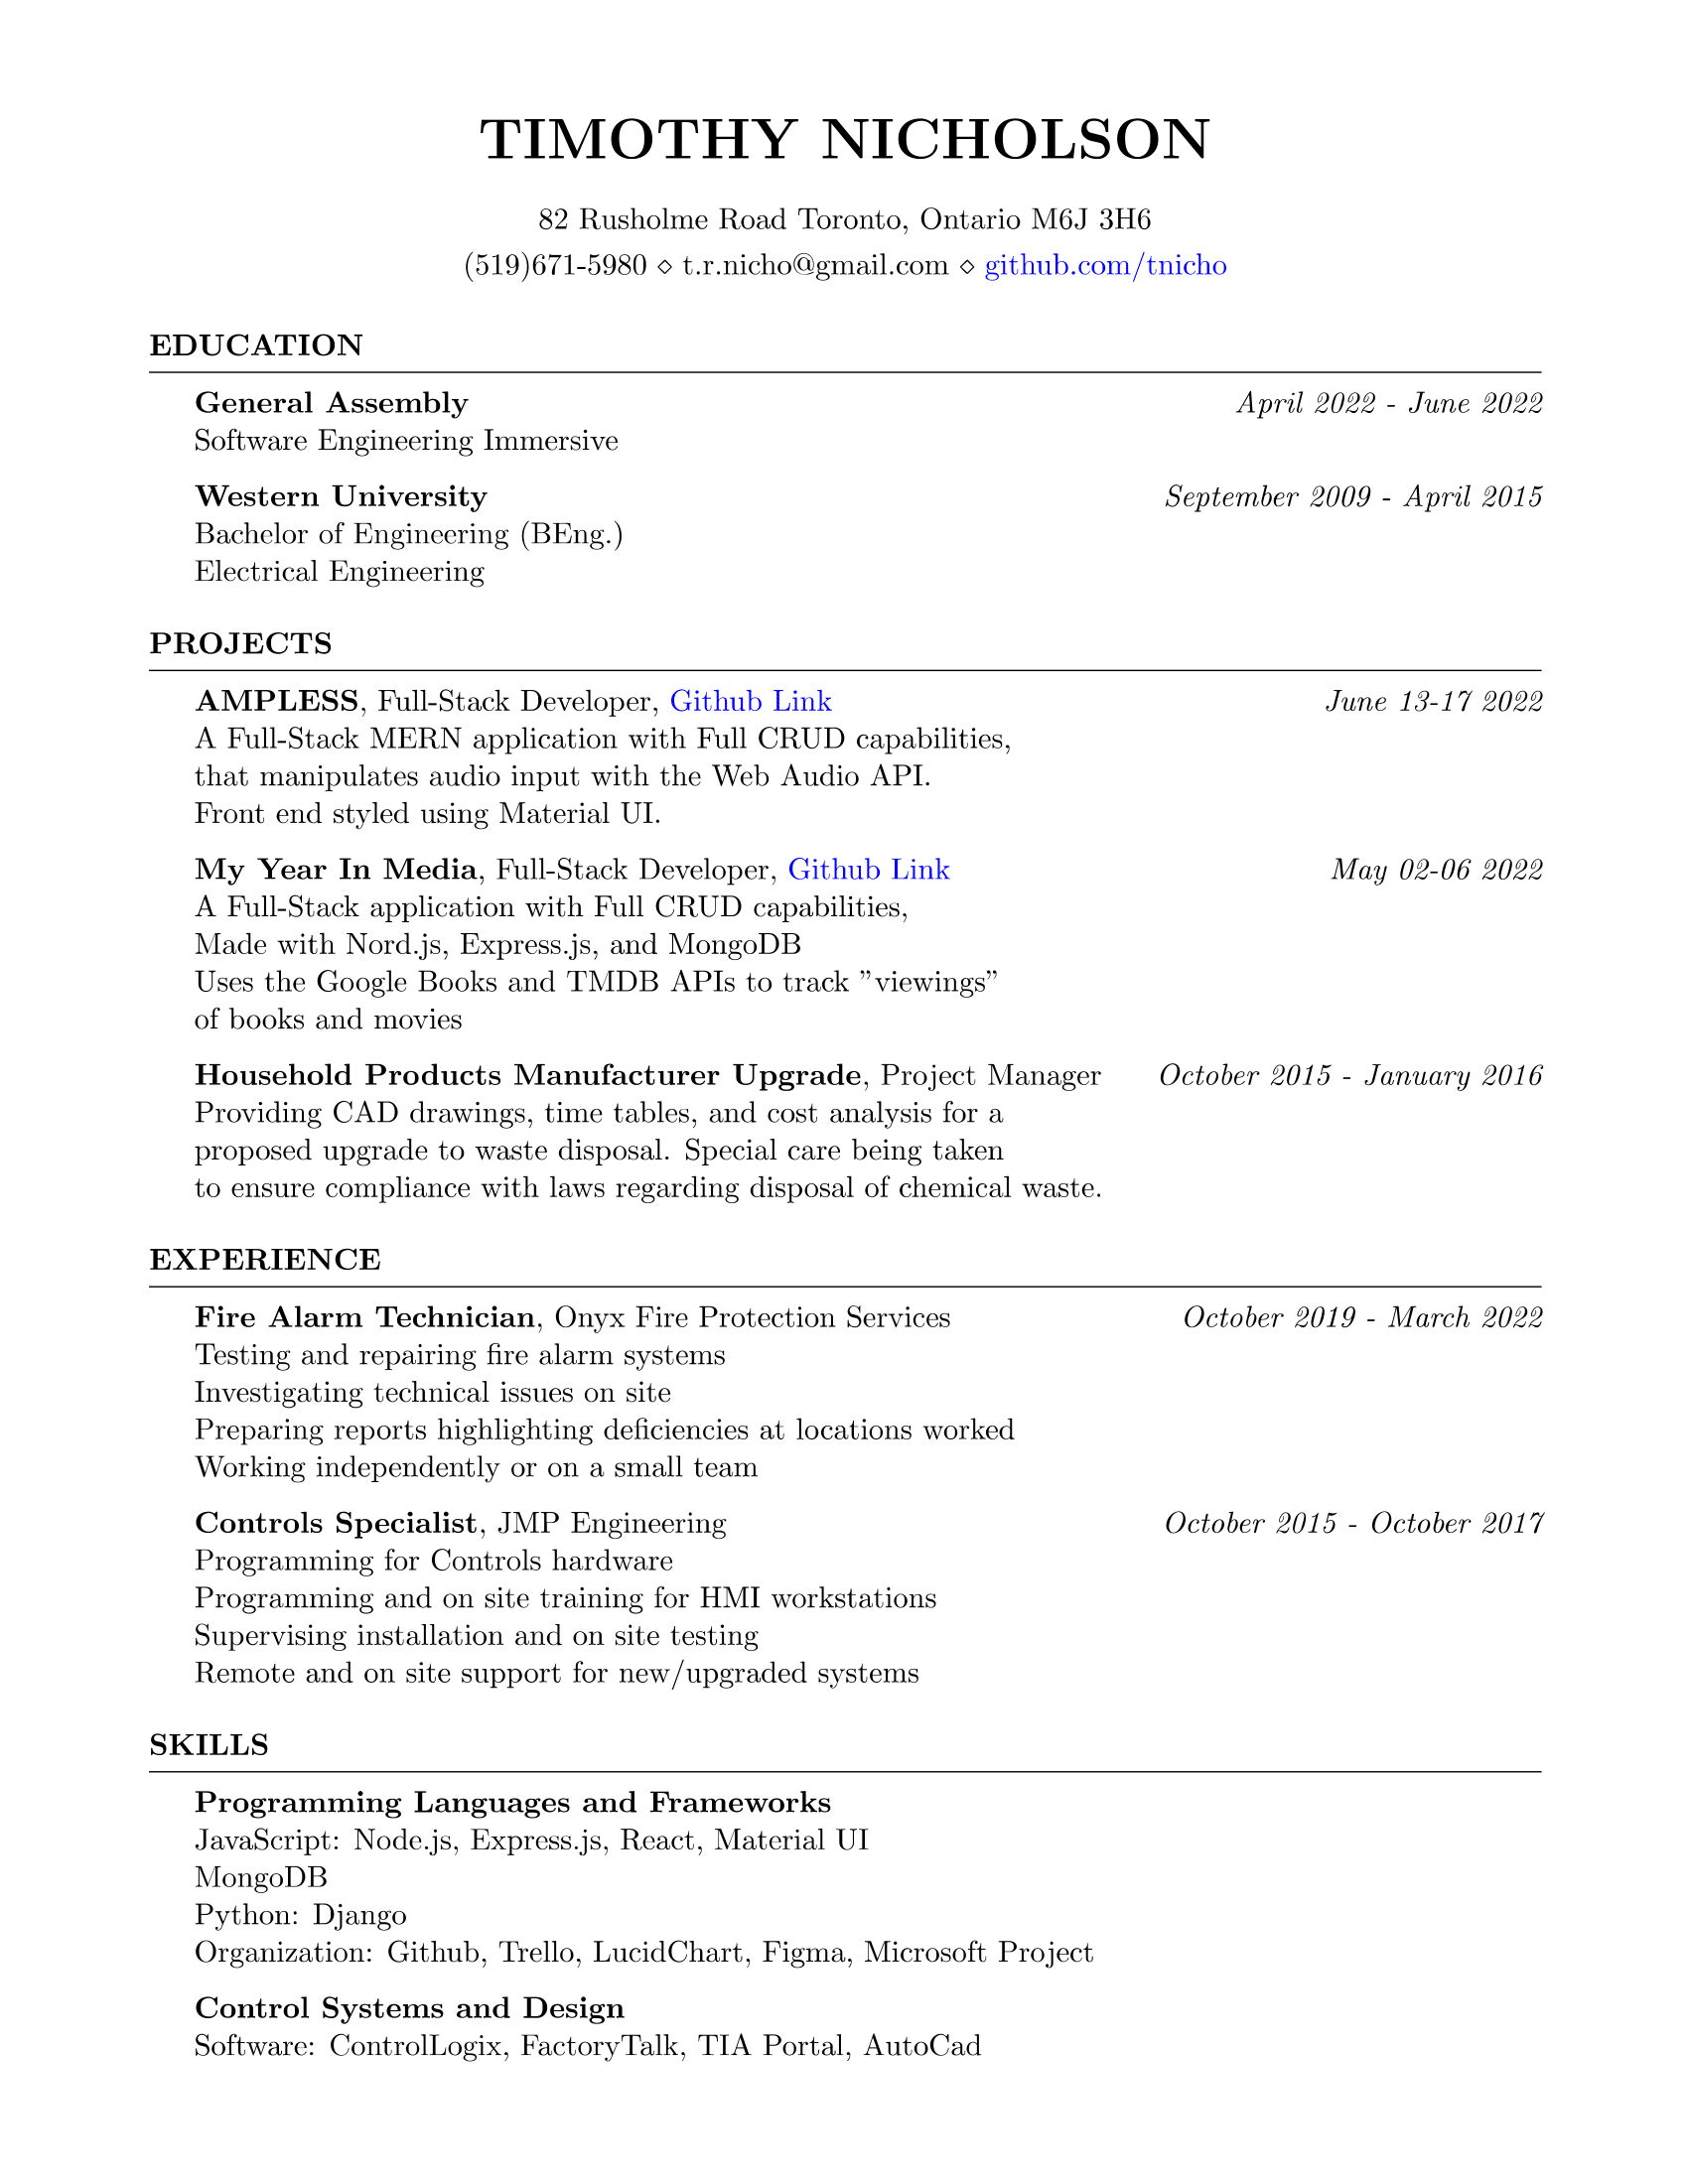 TIMOTHY NICHOLSON
82 Rusholme Road Toronto, Ontario M6J 3H6
(519)671-5980 ⋄ t.r.nicho@gmail.com ⋄ github.com/tnicho
EDUCATION
General Assembly April 2022 - June 2022
Software Engineering Immersive
Western University September 2009 - April 2015
Bachelor of Engineering (BEng.)
Electrical Engineering
PROJECTS
AMPLESS, Full-Stack Developer, Github Link June 13-17 2022
A Full-Stack MERN application with Full CRUD capabilities,
that manipulates audio input with the Web Audio API.
Front end styled using Material UI.
My Year In Media, Full-Stack Developer, Github Link May 02-06 2022
A Full-Stack application with Full CRUD capabilities,
Made with Nord.js, Express.js, and MongoDB
Uses the Google Books and TMDB APIs to track ”viewings”
of books and movies
Household Products Manufacturer Upgrade, Project Manager October 2015 - January 2016
Providing CAD drawings, time tables, and cost analysis for a
proposed upgrade to waste disposal. Special care being taken
to ensure compliance with laws regarding disposal of chemical waste.
EXPERIENCE
Fire Alarm Technician, Onyx Fire Protection Services October 2019 - March 2022
Testing and repairing fire alarm systems
Investigating technical issues on site
Preparing reports highlighting deficiencies at locations worked
Working independently or on a small team
Controls Specialist, JMP Engineering October 2015 - October 2017
Programming for Controls hardware
Programming and on site training for HMI workstations
Supervising installation and on site testing
Remote and on site support for new/upgraded systems
SKILLS
Programming Languages and Frameworks
JavaScript: Node.js, Express.js, React, Material UI
MongoDB
Python: Django
Organization: Github, Trello, LucidChart, Figma, Microsoft Project
Control Systems and Design
Software: ControlLogix, FactoryTalk, TIA Portal, AutoCad